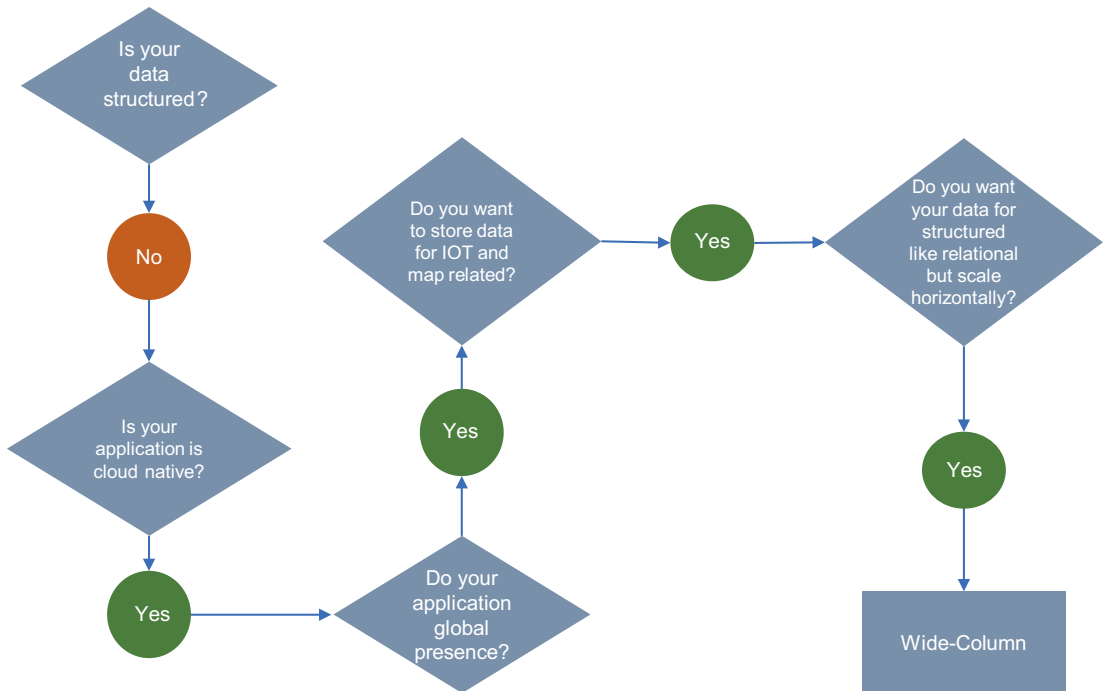 Is your
data
structured?
No
Is your
application is
cloud native?
Yes
Do your
application
global
presence?
Yes
Do you want
to store data
for IOT and
map related?
Yes
Do you want
your data for
structured
like relational
but scale
horizontally?
Yes
Wide-Column